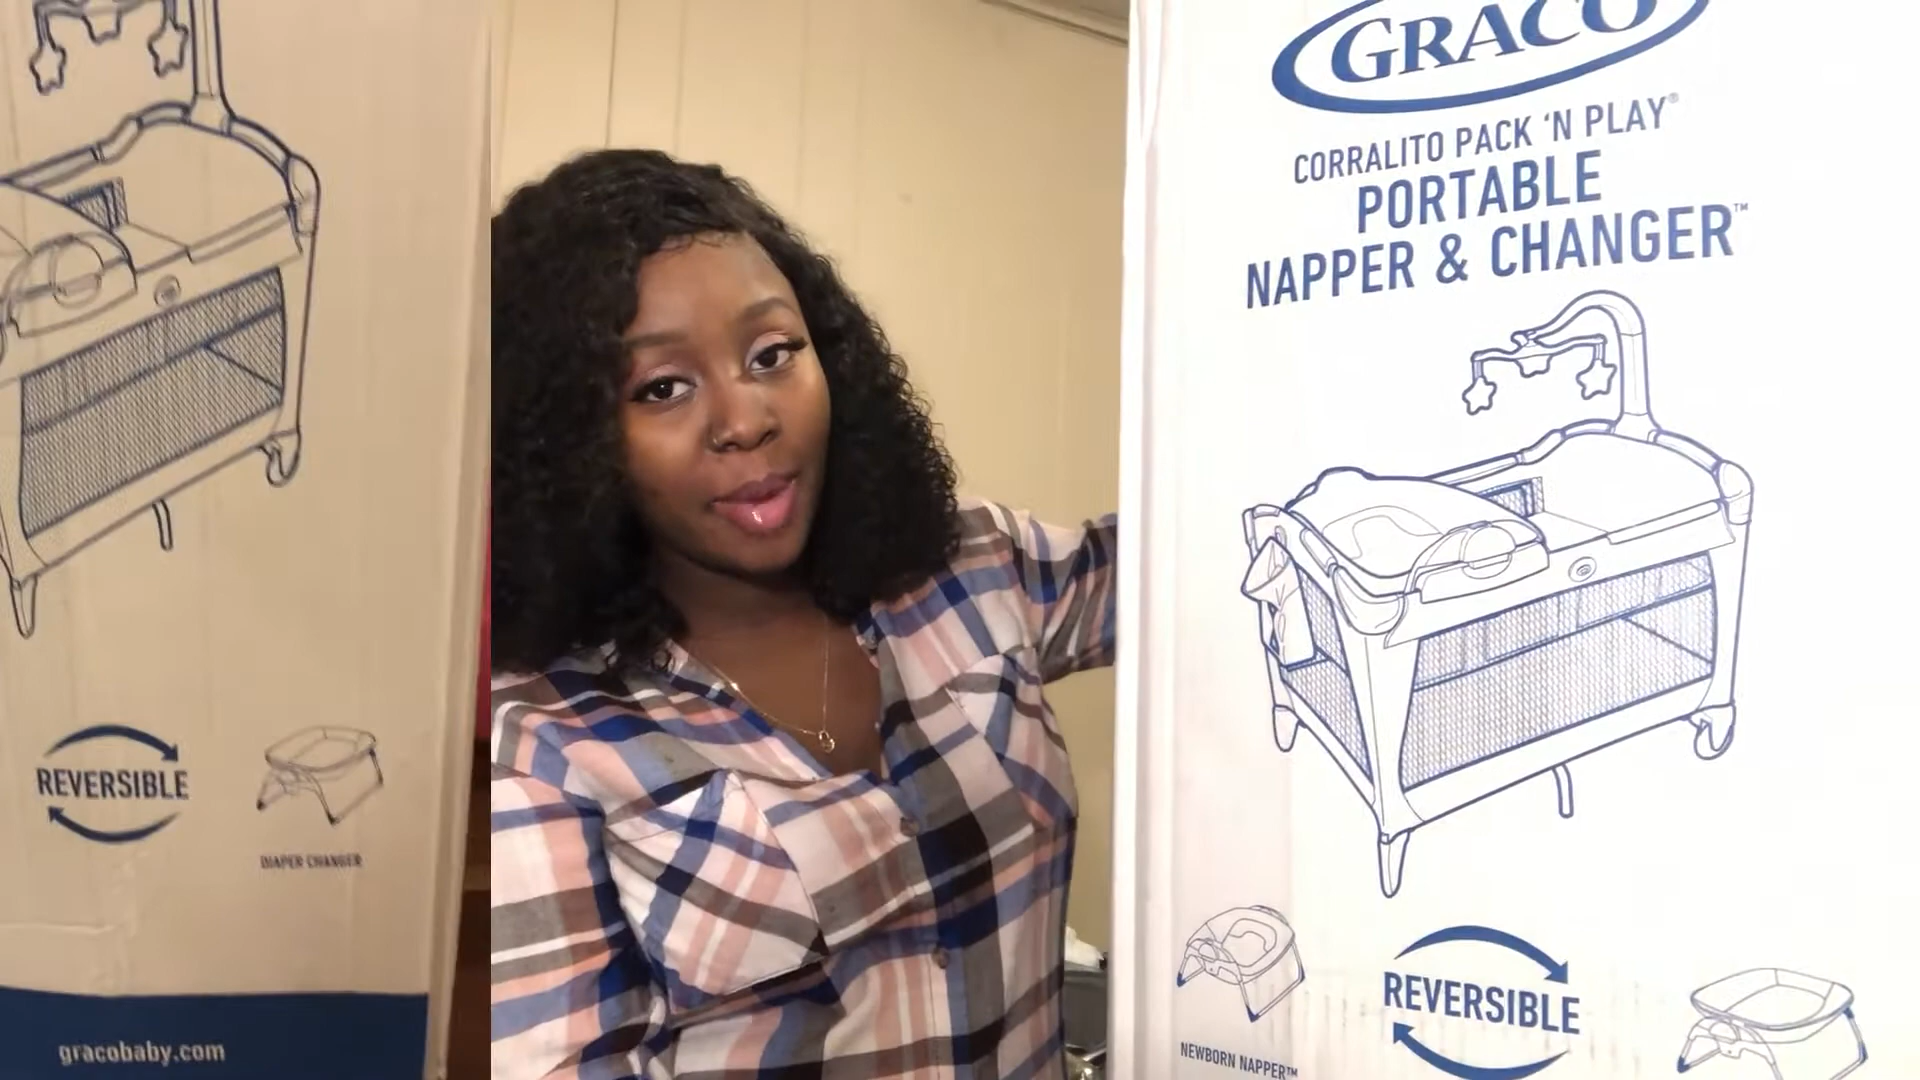 REVERSIBLE
DIAPER CHANGER
gracobaby.com
GRACO
CORRALITO PACK 'N PLAY®
PORTABLE
NAPPER & CHANGER™
REVERSIBLE
NEWBORN NAPPER™